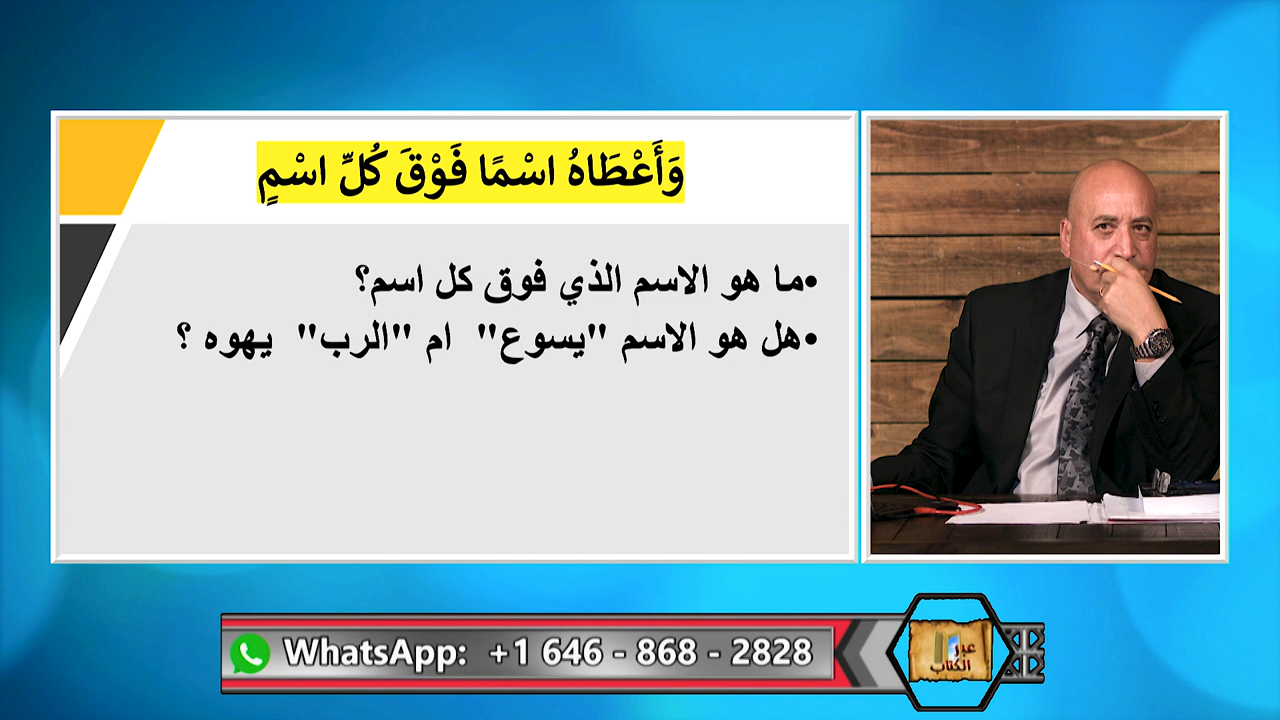 وَأَعْطَاهُ اسْمًا فَوْقَ كُلِّ اسْمٍ
•ما هو الاسم الذي فوق كل اسم؟
•هل هو الاسم "يسوع" ام "الرب" يهوه ؟
WhatsApp: +1 646 - 868 - 2828
عبر
الكتاب